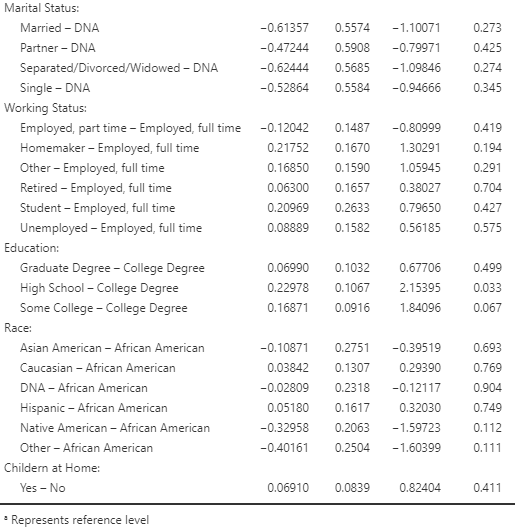 Marital Status:
Married – DNA −0.61357 0.5574 −1.10071 0.273
Partner – DNA −0.47244 0.5908 −0.79971 0.425
Separated/Divorced/Widowed – DNA −0.62444 0.5685 −1.09846 0.274
Single – DNA −0.52864 0.5584 −0.94666 0.345
Working Status:
Employed, part time – Employed, full time −0.12042 0.1487 −0.80999 0.419
Homemaker – Employed, full time 0.21752 0.1670 1.30291 0.194
Other – Employed, full time 0.16850 0.1590 1.05945 0.291
Retired – Employed, full time 0.06300 0.1657 0.38027 0.704
Student – Employed, full time 0.20969 0.2633 0.79650 0.427
Unemployed – Employed, full time 0.08889 0.1582 0.56185 0.575
Education:
Graduate Degree – College Degree 0.06990 0.1032 0.67706 0.499
High School – College Degree 0.22978 0.1067 2.15395 0.033
Some College – College Degree 0.16871 0.0916 1.84096 0.067
Race:
Asian American – African American −0.10871 0.2751 −0.39519 0.693
Caucasian – African American 0.03842 0.1307 0.29390 0.769
DNA – African American −0.02809 0.2318 −0.12117 0.904
Hispanic – African American 0.05180 0.1617 0.32030 0.749
Native American – African American −0.32958 0.2063 −1.59723 0.112
Other – African American −0.40161 0.2504 −1.60399 0.111
Childern at Home:
Yes – No 0.06910 0.0839 0.82404 0.411
ᵃ Represents reference level